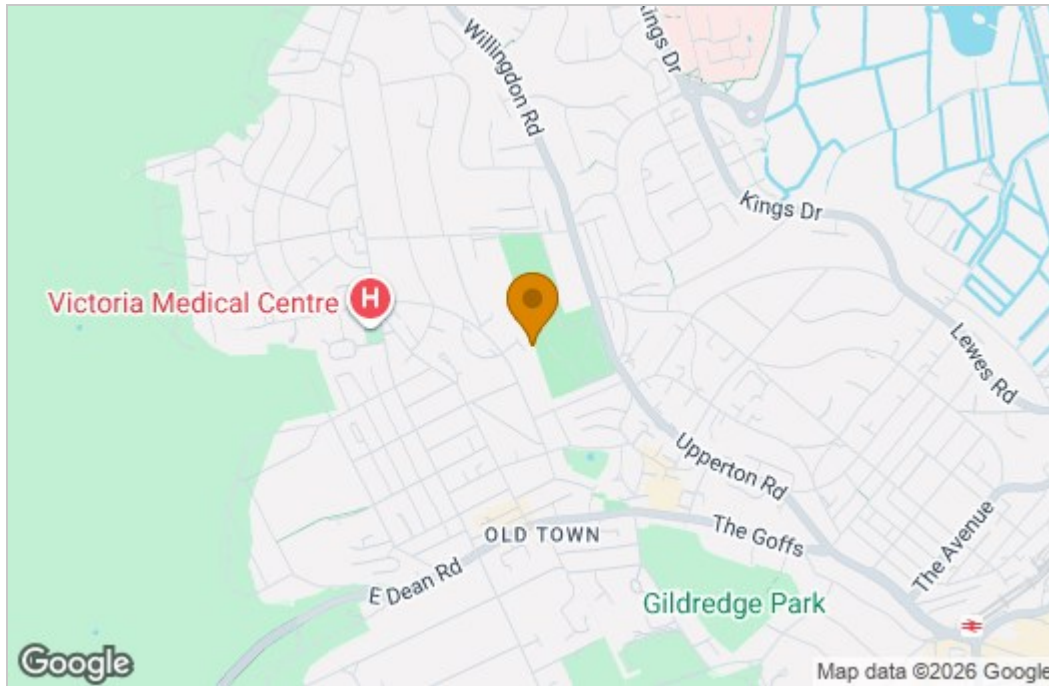 Willingdon Rd
Kings Dr
Kings Dr
Victoria Medical Centre
H
Lewes Rd
Upperton Rd
The Avenue
OLD TOWN
The Goffs
E Dean Rd
Gildredge Park
Google
Map data ©2026 Google